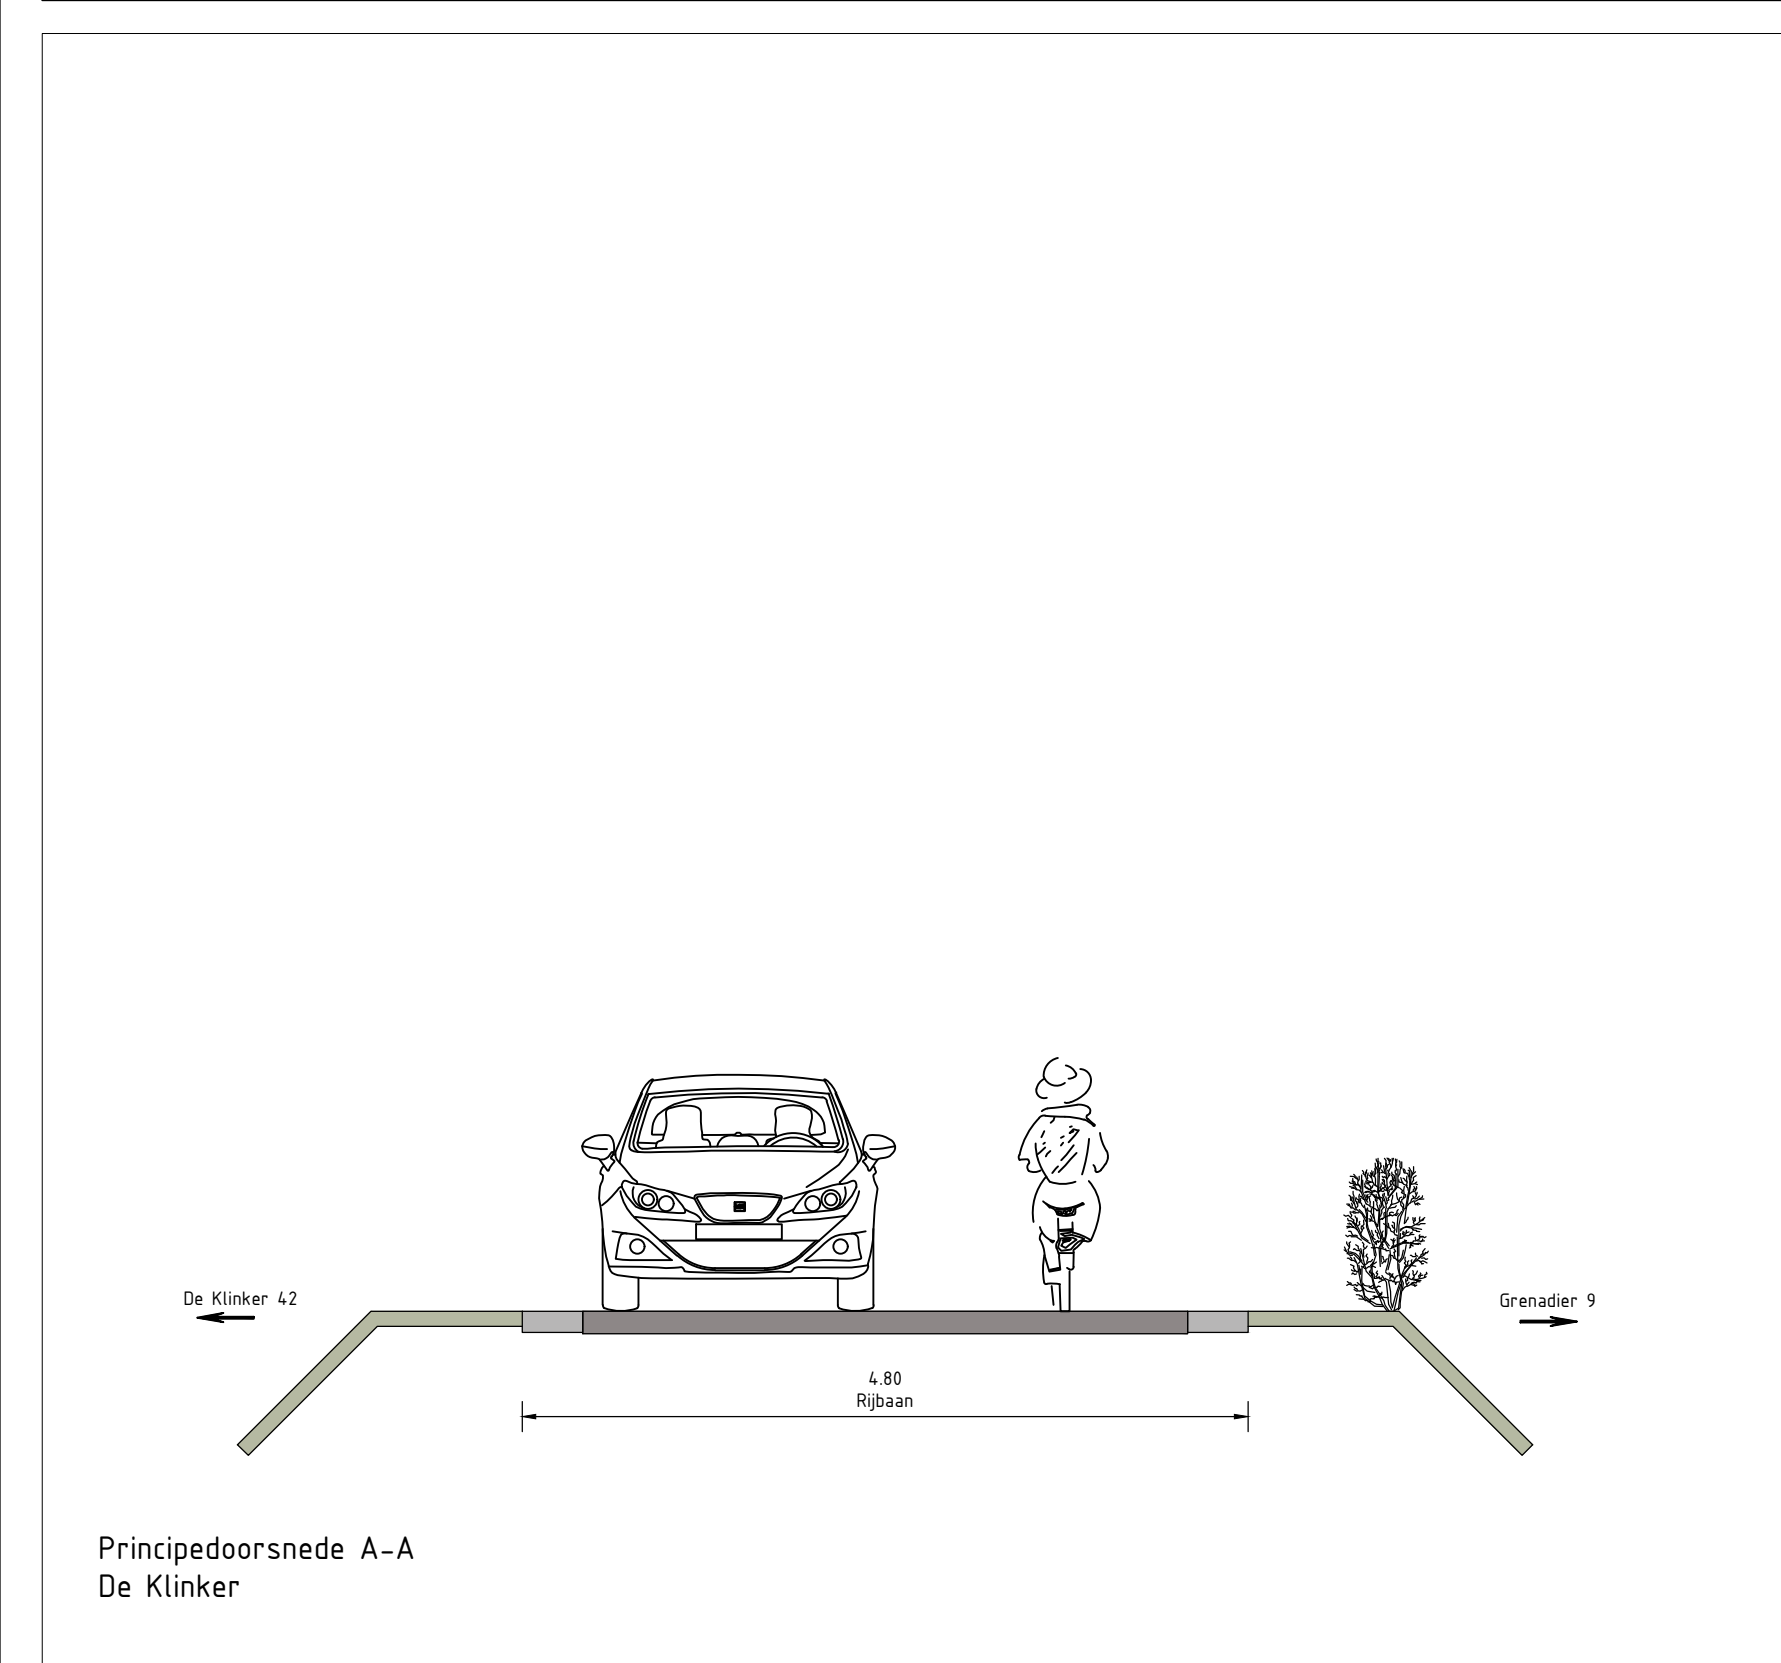 De Klinker 42
Grenadier 9
4.80
Rijbaan
Principedoorsnede A-A
De Klinker